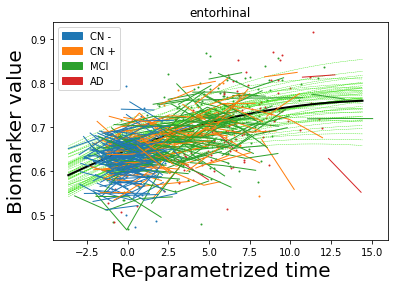 entorhinal
CN -
CN +
MCI
AD
Biomarker value
0.9
0.8
0.7
0.6
0.5
−2.5 0.0 2.5 5.0 7.5 10.0 12.5 15.0
Re-parametrized time